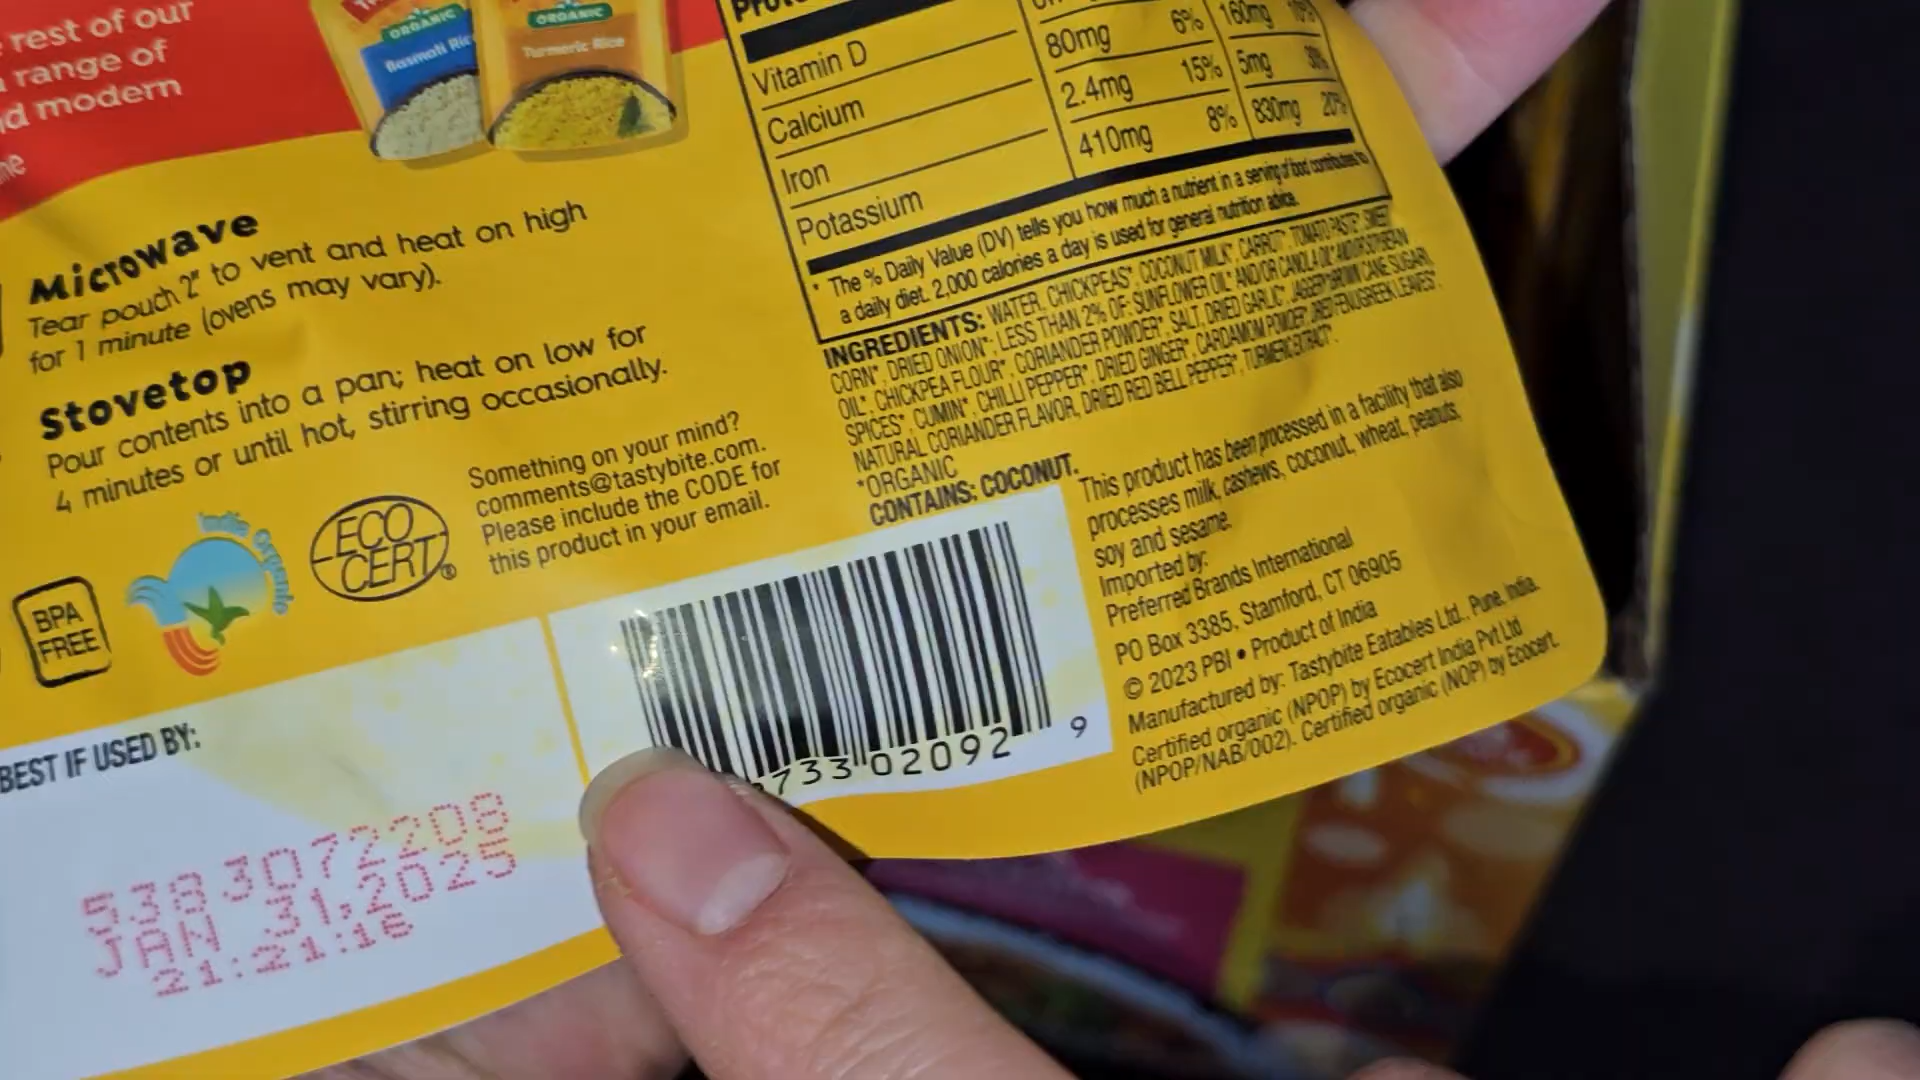 rest of our
range of
d modern
ORGANIC
Basmati Rice
ORGANIC
Turmeric Rice
Microwave
Tear pouch 2" to vent and heat on high
for 1 minute (ovens may vary).
Stovetop
Pour contents into a pan; heat on low for
4 minutes or until hot, stirring occasionally.
BPA
FREE
India Organic
ECO
CERT®
Something on your mind?
comments@tastybite.com.
Please include the CODE for
this product in your email.
BEST IF USED BY:
538307 2208
JAN 31,2025
21:21:16
Vitamin D
Calcium 80mg 6% 160mg 10%
Iron 2.4mg 15% 5mg 30%
Potassium 410mg 8% 830mg 20%
* The % Daily Value (DV) tells you how much a nutrient in a serving of food contributes to
a daily diet. 2,000 calories a day is used for general nutrition advice.
INGREDIENTS: WATER, CHICKPEAS*, COCONUT MILK*, CARROT*, TOMATO PASTE*, SWEET
CORN*, DRIED ONION*; LESS THAN 2% OF: SUNFLOWER OIL* AND/OR CANOLA OIL* AND/OR SOYBEAN
OIL*, CHICKPEA FLOUR*, CORIANDER POWDER*, SALT, DRIED GARLIC*, JAGGERY (BROWN CANE SUGAR)*,
SPICES*, CUMIN*, CHILLI PEPPER*, DRIED GINGER*, CARDAMOM POWDER*, DRIED FENUGREEK LEAVES*,
NATURAL CORIANDER FLAVOR, DRIED RED BELL PEPPER*, TURMERIC EXTRACT*.
*ORGANIC
CONTAINS: COCONUT.
This product has been processed in a facility that also
processes milk, cashews, coconut, wheat, peanuts,
soy and sesame.
Imported by:
Preferred Brands International
PO Box 3385, Stamford, CT 06905
© 2023 PBI • Product of India
Manufactured by: Tastybite Eatables Ltd., Pune, India.
Certified organic (NPOP) by Ecocert India Pvt Ltd
(NPOP/NAB/002). Certified organic (NOP) by Ecocert.
733 02092 9